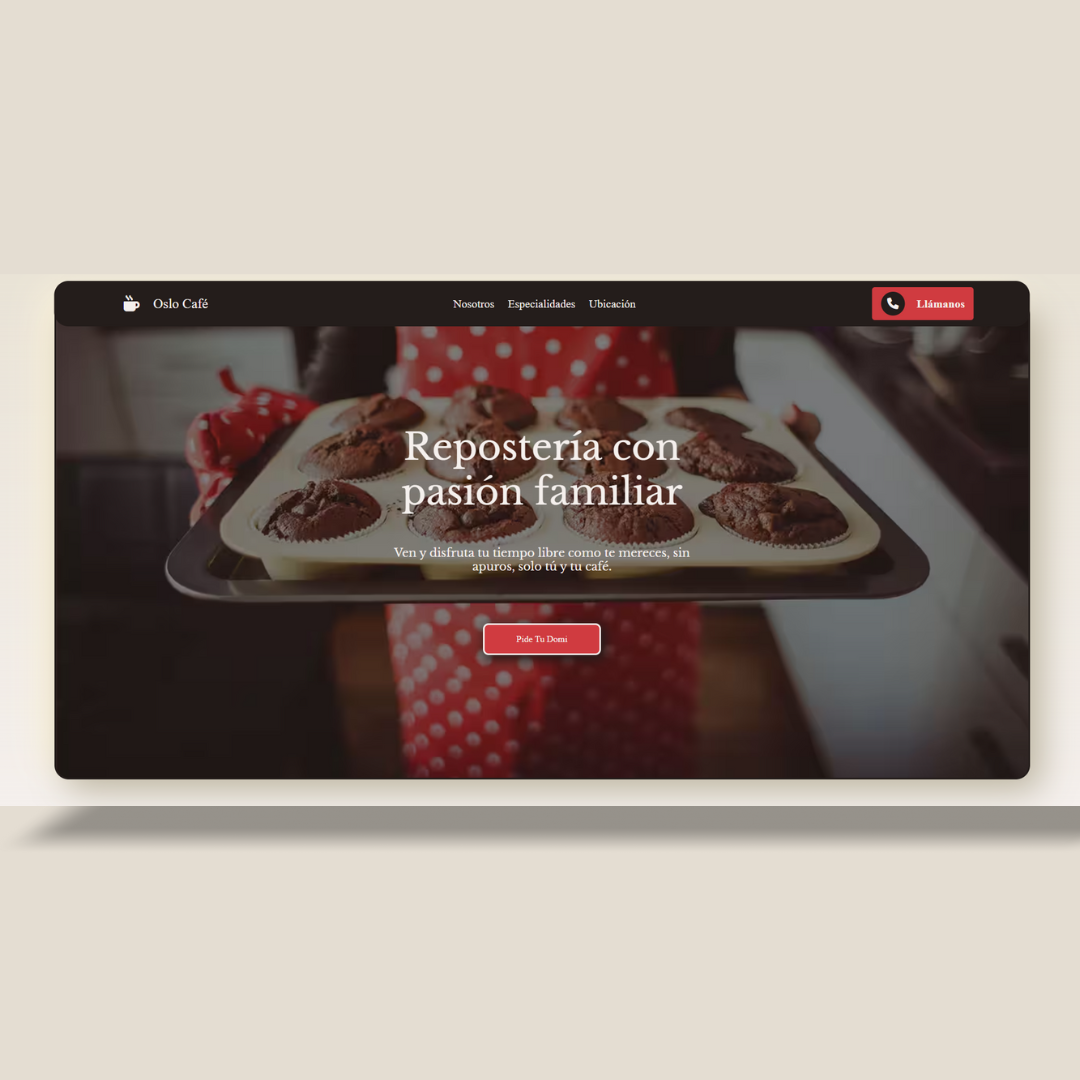 Oslo Café
Nosotros Especialidades Ubicación
Llámanos
Repostería con
pasión familiar
Ven y disfruta tu tiempo libre como te mereces, sin
apuros, solo tú y tu café.
Pide Tu Domi